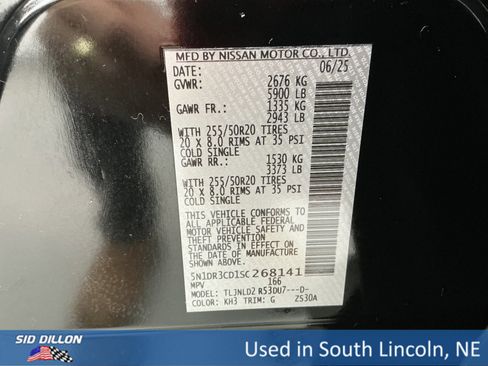 MFD BY NISSAN MOTOR CO., LTD.
DATE: 06/25
GVWR: 2676 KG
5900 LB
GAWR FR.: 1335 KG
2943 LB
WITH 255/50R20 TIRES
20 X 8.0 RIMS AT 35 PSI
COLD SINGLE
GAWR RR.: 1530 KG
3373 LB
WITH 255/50R20 TIRES
20 X 8.0 RIMS AT 35 PSI
COLD SINGLE
THIS VEHICLE CONFORMS TO
ALL APPLICABLE FEDERAL
MOTOR VEHICLE SAFETY AND
THEFT PREVENTION STANDARDS
IN EFFECT ON THE DATE OF
MANUFACTURE SHOWN ABOVE.
5N1DR3CD1SC268141
MPV 166
MODEL: TLJNLD2 R53DU7---D-
COLOR: KH3 TRIM: G ZS30A
SID DILLON
Used in South Lincoln, NE